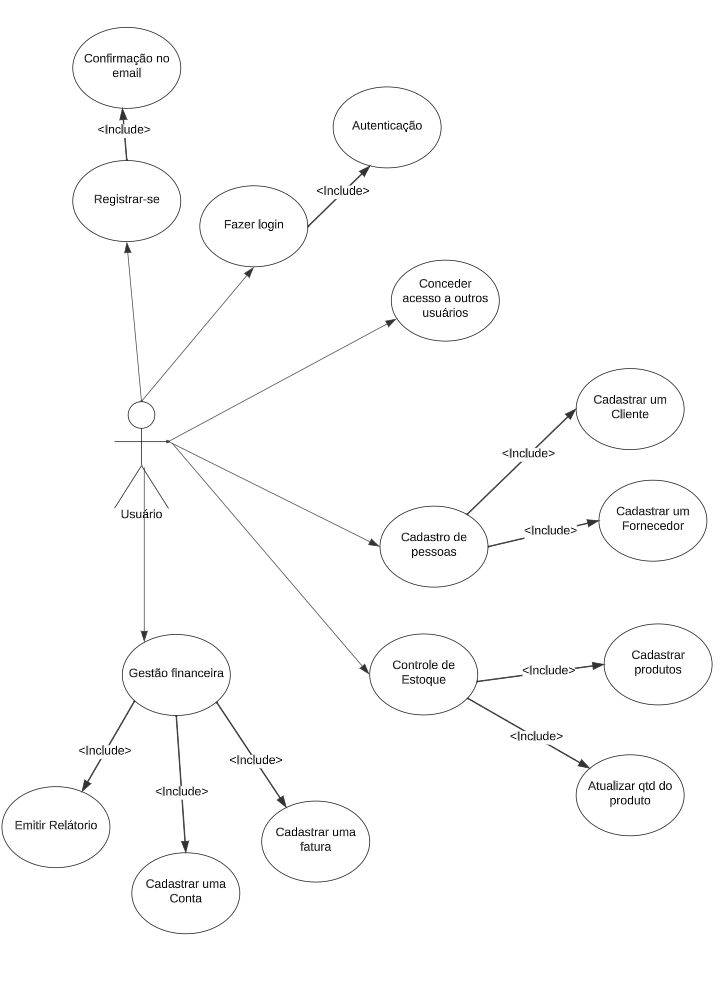 Confirmação no
email
<Include>
Autenticação
<Include>
Registrar-se
Fazer login
Conceder
acesso a outros
usuários
Cadastrar um
Cliente
<Include>
Usuário
Cadastro de
pessoas
<Include>
Cadastrar um
Fornecedor
Gestão financeira
Controle de
Estoque
<Include>
Cadastrar
produtos
<Include>
<Include>
<Include>
<Include>
Atualizar qtd do
produto
Emitir Relátorio
Cadastrar uma
fatura
Cadastrar uma
Conta